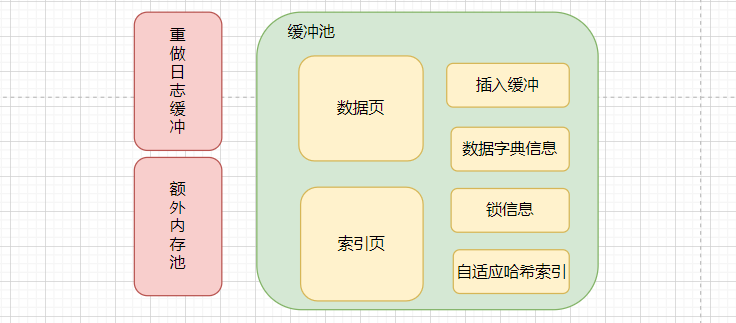 重做日志缓冲
额外内存池
缓冲池
数据页
索引页
插入缓冲
数据字典信息
锁信息
自适应哈希索引